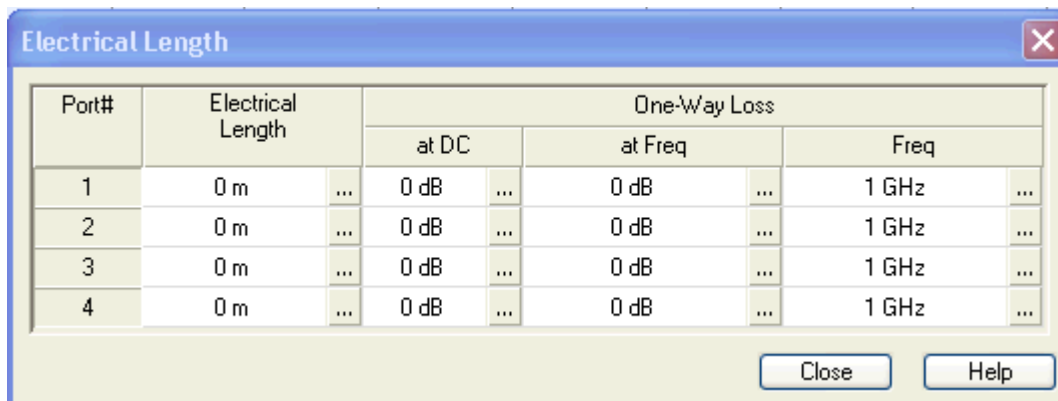 Electrical Length
Port# Electrical Length One-Way Loss
at DC at Freq Freq
1 0 m ... 0 dB ... 0 dB ... 1 GHz ...
2 0 m ... 0 dB ... 0 dB ... 1 GHz ...
3 0 m ... 0 dB ... 0 dB ... 1 GHz ...
4 0 m ... 0 dB ... 0 dB ... 1 GHz ...
Close Help